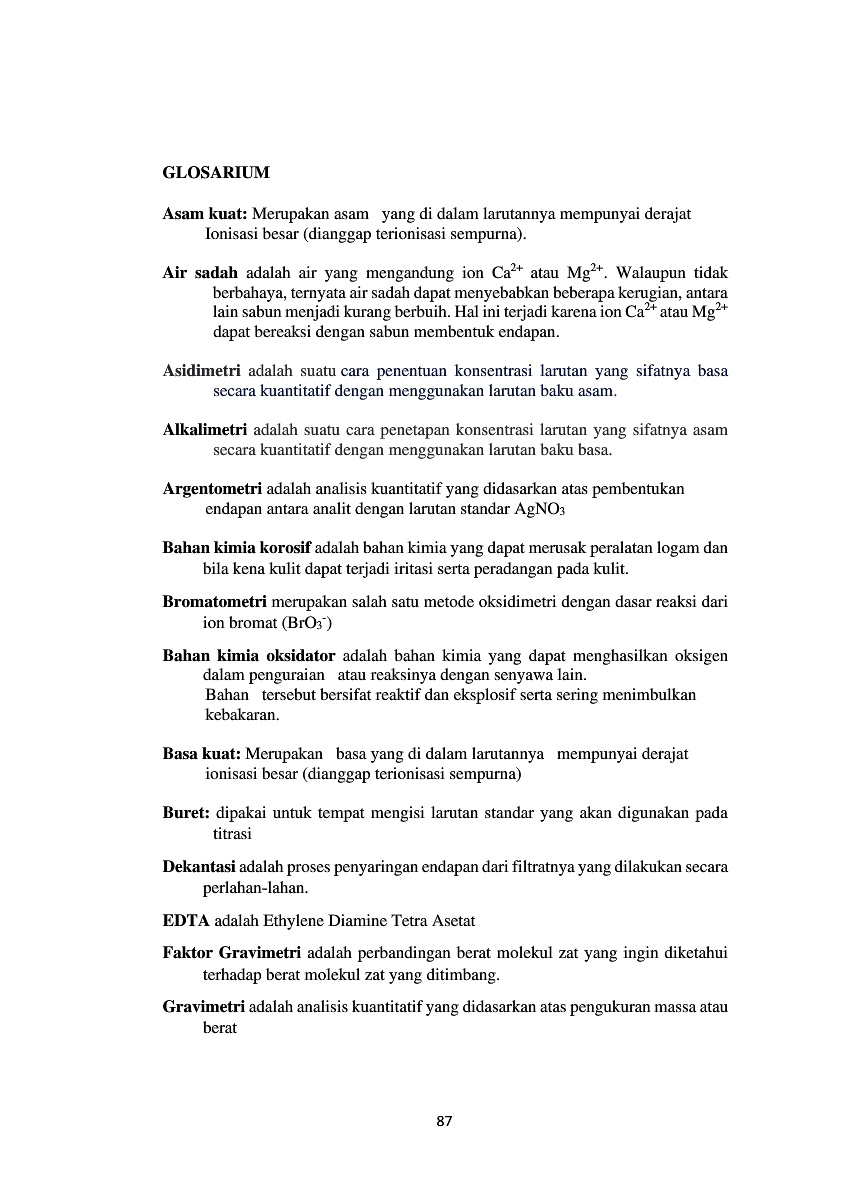 GLOSARIUM
Asam kuat: Merupakan asam yang di dalam larutannya mempunyai derajat
Ionisasi besar (dianggap terionisasi sempurna).
Air sadah adalah air yang mengandung ion Ca²⁺ atau Mg²⁺. Walaupun tidak
berbahaya, ternyata air sadah dapat menyebabkan beberapa kerugian, antara
lain sabun menjadi kurang berbuih. Hal ini terjadi karena ion Ca²⁺ atau Mg²⁺
dapat bereaksi dengan sabun membentuk endapan.
Asidimetri adalah suatu cara penentuan konsentrasi larutan yang sifatnya basa
secara kuantitatif dengan menggunakan larutan baku asam.
Alkalimetri adalah suatu cara penetapan konsentrasi larutan yang sifatnya asam
secara kuantitatif dengan menggunakan larutan baku basa.
Argentometri adalah analisis kuantitatif yang didasarkan atas pembentukan
endapan antara analit dengan larutan standar AgNO₃
Bahan kimia korosif adalah bahan kimia yang dapat merusak peralatan logam dan
bila kena kulit dapat terjadi iritasi serta peradangan pada kulit.
Bromatometri merupakan salah satu metode oksidimetri dengan dasar reaksi dari
ion bromat (BrO₃⁻)
Bahan kimia oksidator adalah bahan kimia yang dapat menghasilkan oksigen
dalam penguraian atau reaksinya dengan senyawa lain.
Bahan tersebut bersifat reaktif dan eksplosif serta sering menimbulkan
kebakaran.
Basa kuat: Merupakan basa yang di dalam larutannya mempunyai derajat
ionisasi besar (dianggap terionisasi sempurna)
Buret: dipakai untuk tempat mengisi larutan standar yang akan digunakan pada
titrasi
Dekantasi adalah proses penyaringan endapan dari filtratnya yang dilakukan secara
perlahan-lahan.
EDTA adalah Ethylene Diamine Tetra Asetat
Faktor Gravimetri adalah perbandingan berat molekul zat yang ingin diketahui
terhadap berat molekul zat yang ditimbang.
Gravimetri adalah analisis kuantitatif yang didasarkan atas pengukuran massa atau
berat
87